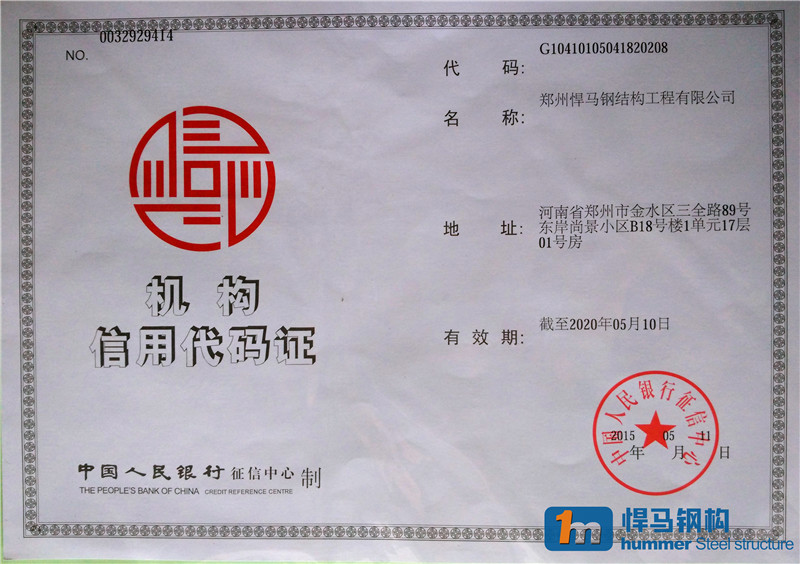 0032929414
NO.
机构
信用代码证
中国人民银行征信中心 制
THE PEOPLE'S BANK OF CHINA CREDIT REFERENCE CENTRE
G10410105041820208
代 码:
郑州悍马钢结构工程有限公司
名 称:
河南省郑州市金水区三全路89号
地 址:
东岸尚景小区B18号楼1单元17层
01号房
截至2020年05月10日
有 效 期:
中国人民银行征信中心
2015 05 11
年 月 日
1m
悍马钢构
hummer Steel structure